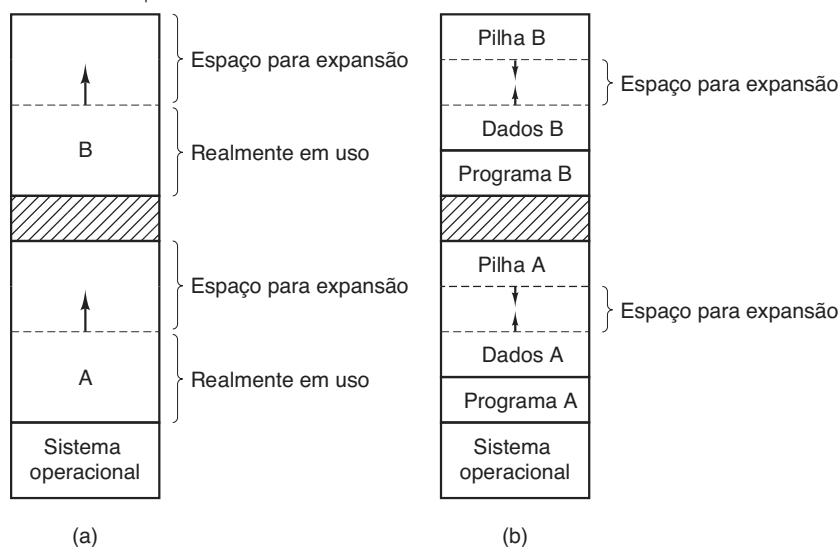 Espaço para expansão
B
Realmente em uso
Espaço para expansão
A
Realmente em uso
Sistema
operacional
(a)
Pilha B
Espaço para expansão
Dados B
Programa B
Pilha A
Espaço para expansão
Dados A
Programa A
Sistema
operacional
(b)